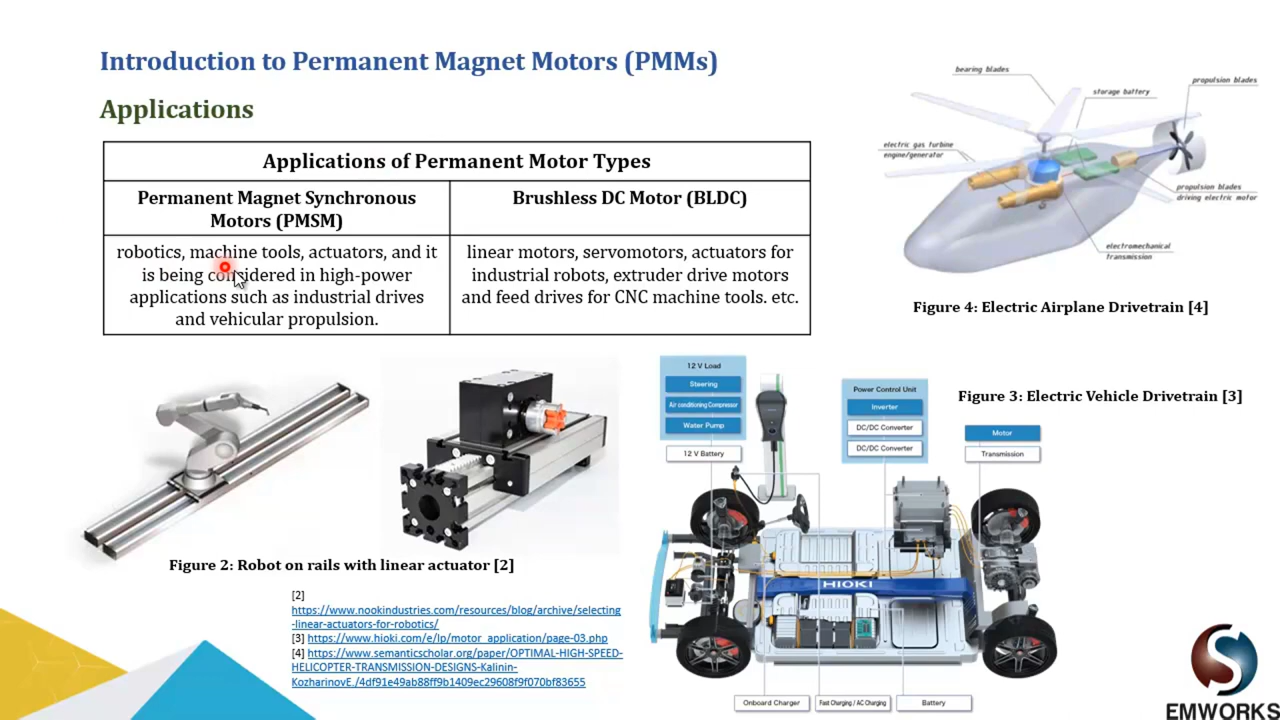 Introduction to Permanent Magnet Motors (PMMs)
Applications
Applications of Permanent Motor Types
Permanent Magnet Synchronous
Motors (PMSM)
Brushless DC Motor (BLDC)
robotics, machine tools, actuators, and it
is being considered in high-power
applications such as industrial drives
and vehicular propulsion.
linear motors, servomotors, actuators for
industrial robots, extruder drive motors
and feed drives for CNC machine tools. etc.
bearing blades
propulsion blades
storage battery
electric gas turbine
engine/generator
propulsion blades
driving electric motor
electromechanical
transmission
Figure 4: Electric Airplane Drivetrain [4]
12 V Load
Steering
Air conditioning Compressor
Water Pump
12 V Battery
Power Control Unit
Inverter
DC/DC Converter
DC/DC Converter
Figure 3: Electric Vehicle Drivetrain [3]
Motor
Transmission
HIOKI
Onboard Charger
Fast Charging / AC Charging
Battery
Figure 2: Robot on rails with linear actuator [2]
[2]
https://www.nookindustries.com/resources/blog/archive/selecting
-linear-actuators-for-robotics/
[3] https://www.hioki.com/e/lp/motor_application/page-03.php
[4] https://www.semanticscholar.org/paper/OPTIMAL-HIGH-SPEED-
HELICOPTER-TRANSMISSION-DESIGNS-Kalinin-
KozharinovE./4df91e49ab88ff9b1409ec29608f9f070bf83655
EMWORKS